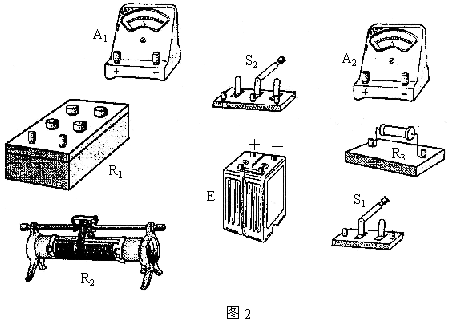 A1
S2
A2
+
R1
+ −
E
R3
S1
R2
图 2